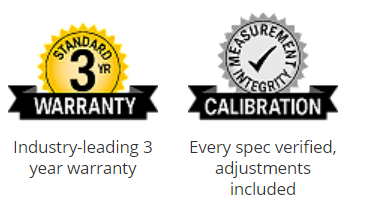 STANDARD
3 YR
WARRANTY
Industry-leading 3
year warranty
MEASUREMENT
INTEGRITY
CALIBRATION
Every spec verified,
adjustments
included